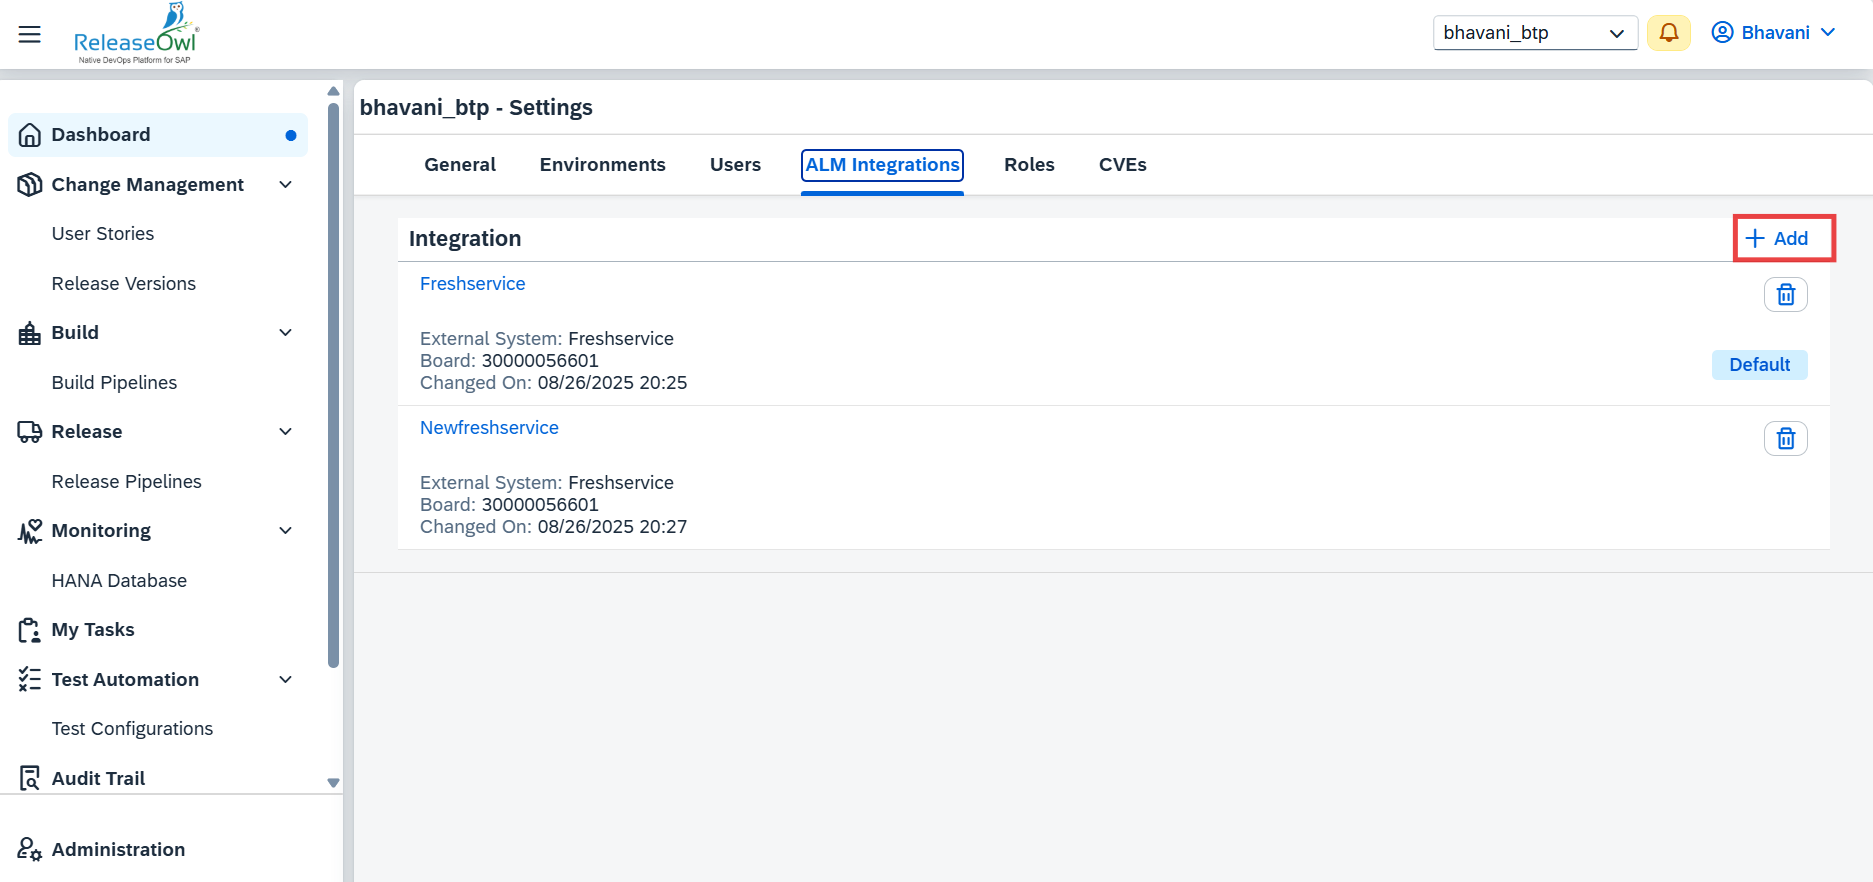 ReleaseOwl®
Native DevOps Platform for SAP
bhavani_btp
Bhavani
Dashboard
Change Management
User Stories
Release Versions
Build
Build Pipelines
Release
Release Pipelines
Monitoring
HANA Database
My Tasks
Test Automation
Test Configurations
Audit Trail
Administration
bhavani_btp - Settings
General Environments Users ALM Integrations Roles CVEs
Integration
Add
Freshservice
External System: Freshservice
Board: 30000056601
Changed On: 08/26/2025 20:25
Default
Newfreshservice
External System: Freshservice
Board: 30000056601
Changed On: 08/26/2025 20:27